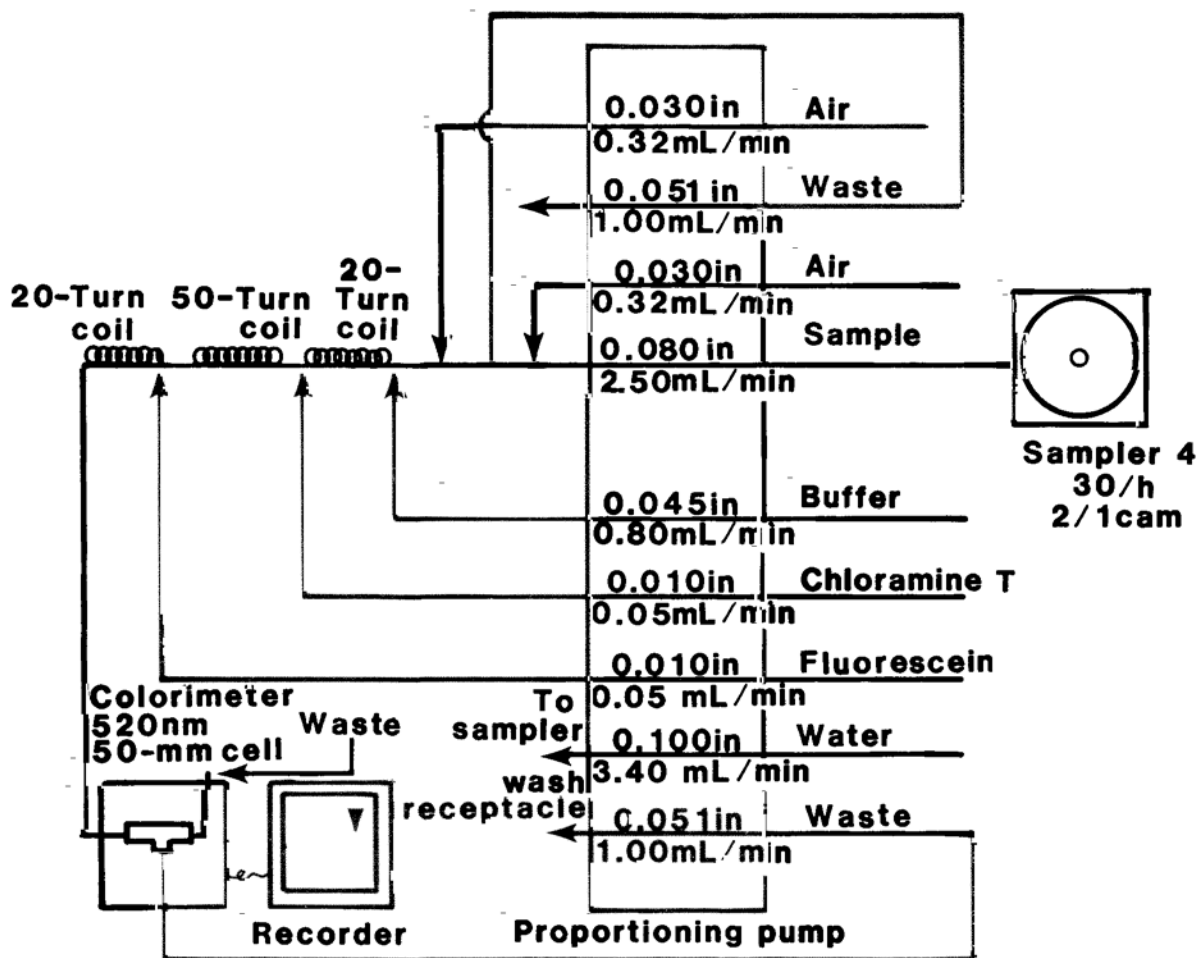 0.030in Air
0.32mL/min
0.051in Waste
1.00mL/min
0.030in Air
0.32mL/min
20-Turn coil
50-Turn coil
20-Turn coil
0.080in Sample
2.50mL/min
Sampler 4
30/h
2/1cam
0.045in Buffer
0.80mL/min
0.010in Chloramine T
0.05mL/min
0.010in Fluorescein
0.05 mL/min
Colorimeter
520nm
50-mm cell
Waste
To sampler wash receptacle
0.100in Water
3.40 mL/min
0.051in Waste
1.00mL/min
Recorder
Proportioning pump